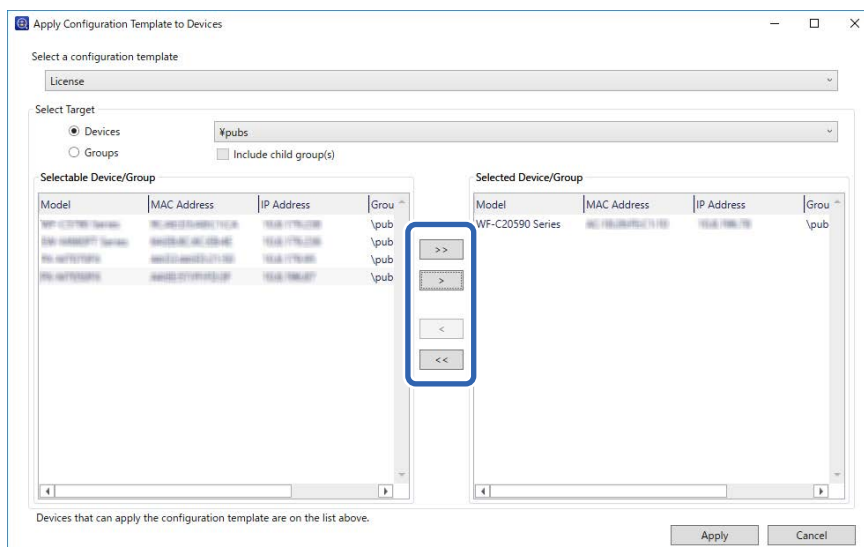 Apply Configuration Template to Devices
Select a configuration template
License
Select Target
Devices
¥pubs
Groups
Include child group(s)
Selectable Device/Group
Model MAC Address IP Address Grou
\pub
\pub
\pub
\pub
>>
>
<
<<
Selected Device/Group
Model MAC Address IP Address Grou
WF-C20590 Series \pub
Devices that can apply the configuration template are on the list above.
Apply Cancel